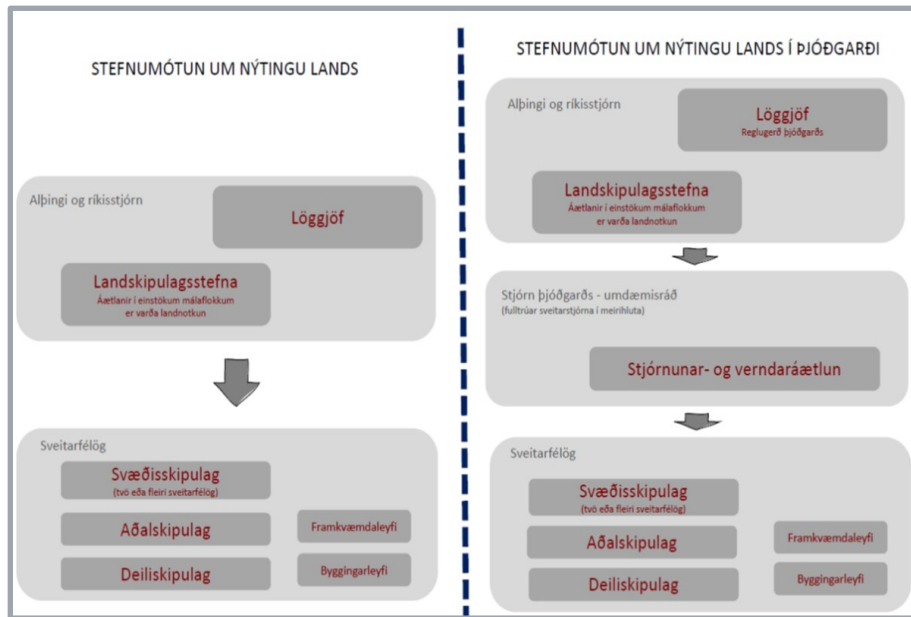 STEFNUMÓTUN UM NÝTINGU LANDS
Alþingi og ríkisstjórn
Löggjöf
Landskipulagsstefna
Áætlanir í einstökum málaflokkum
er varða landnotkun
Sveitarfélög
Svæðisskipulag
(tvö eða fleiri sveitarfélög)
Aðalskipulag
Framkvæmdaleyfi
Deiliskipulag
Byggingarleyfi
STEFNUMÓTUN UM NÝTINGU LANDS Í ÞJÓÐGARÐI
Alþingi og ríkisstjórn
Löggjöf
Reglugerð þjóðgarðs
Landskipulagsstefna
Áætlanir í einstökum málaflokkum
er varða landnotkun
Stjórn þjóðgarðs - umdæmisráð
(fulltrúar sveitarstjórna í meirihluta)
Stjórnunar- og verndaráætlun
Sveitarfélög
Svæðisskipulag
(tvö eða fleiri sveitarfélög)
Aðalskipulag
Framkvæmdaleyfi
Deiliskipulag
Byggingarleyfi